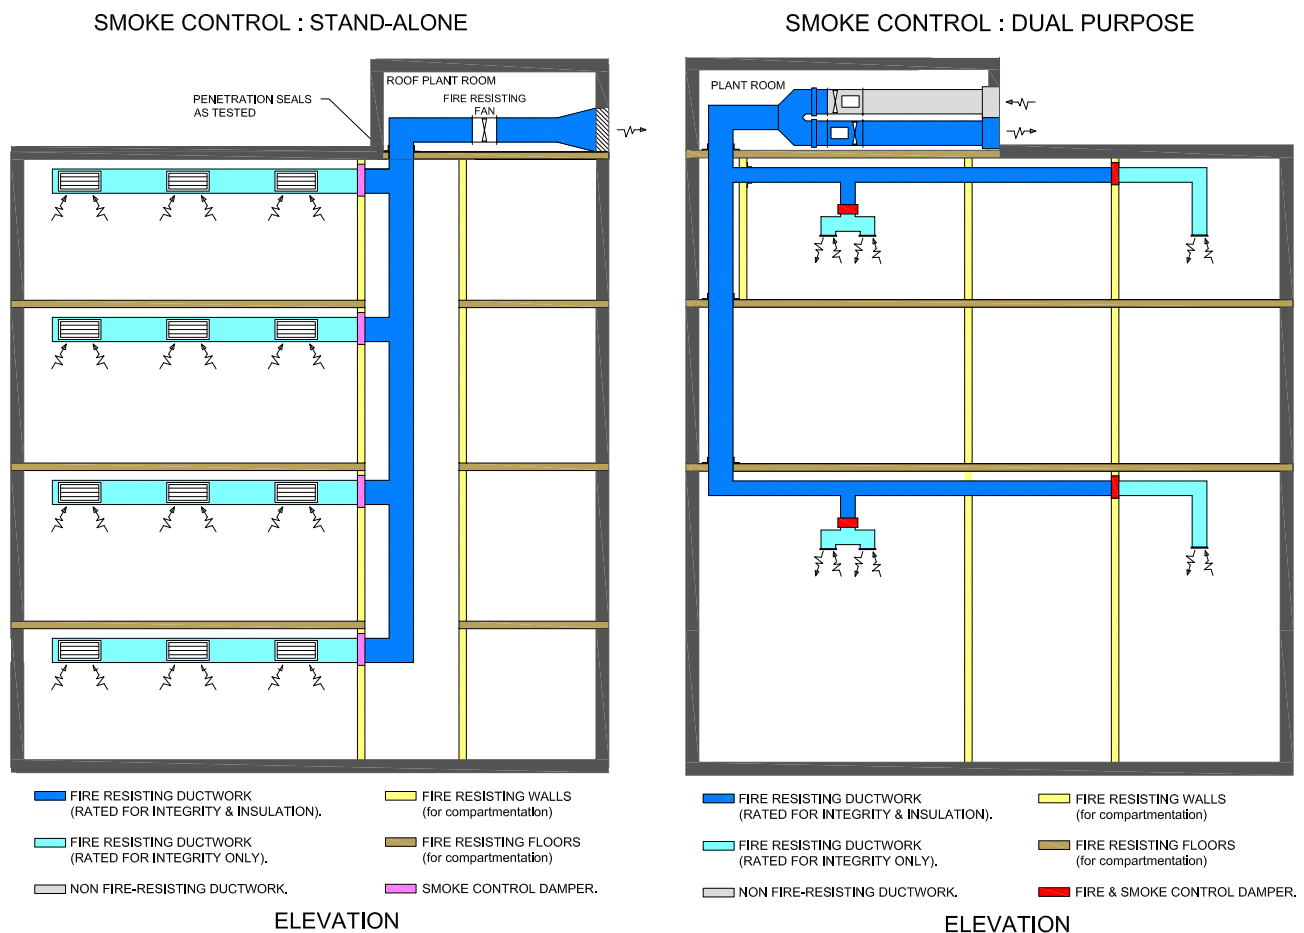 SMOKE CONTROL : STAND-ALONE
ROOF PLANT ROOM
PENETRATION SEALS
AS TESTED
FIRE RESISTING
FAN
FIRE RESISTING DUCTWORK
(RATED FOR INTEGRITY & INSULATION).
FIRE RESISTING DUCTWORK
(RATED FOR INTEGRITY ONLY).
NON FIRE-RESISTING DUCTWORK.
FIRE RESISTING WALLS
(for compartmentation)
FIRE RESISTING FLOORS
(for compartmentation)
SMOKE CONTROL DAMPER.
ELEVATION
SMOKE CONTROL : DUAL PURPOSE
PLANT ROOM
FIRE RESISTING DUCTWORK
(RATED FOR INTEGRITY & INSULATION).
FIRE RESISTING DUCTWORK
(RATED FOR INTEGRITY ONLY).
NON FIRE-RESISTING DUCTWORK.
FIRE RESISTING WALLS
(for compartmentation)
FIRE RESISTING FLOORS
(for compartmentation)
FIRE & SMOKE CONTROL DAMPER.
ELEVATION